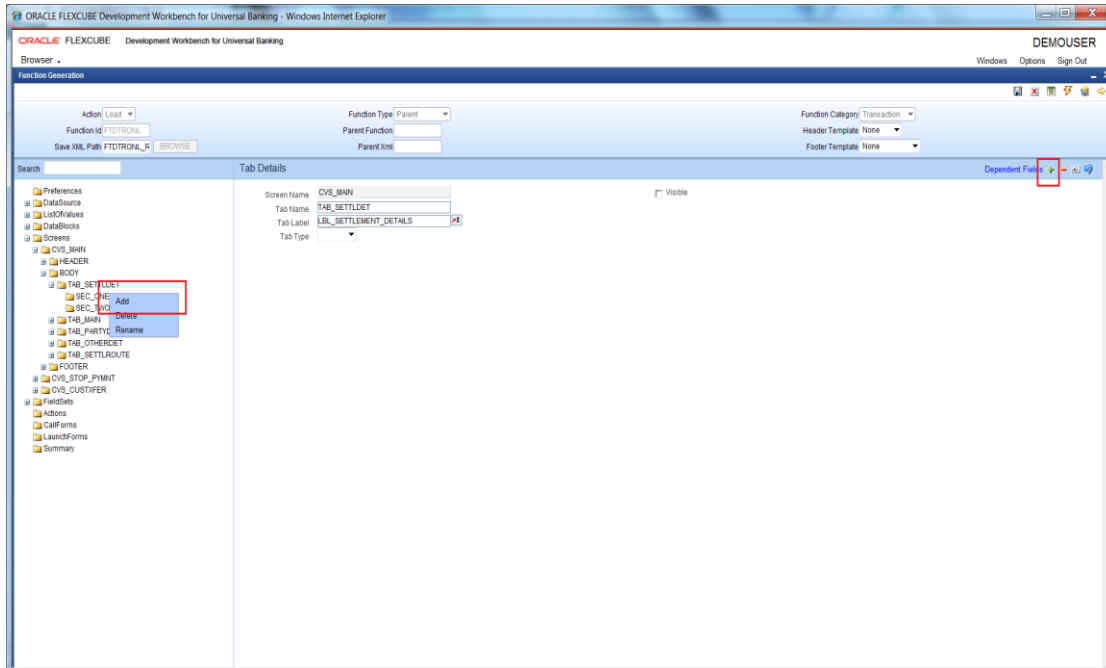 ORACLE FLEXCUBE Development Workbench for Universal Banking - Windows Internet Explorer
ORACLE FLEXCUBE Development Workbench for Universal Banking
DEMOUSER
Browser
Windows Options Sign Out
Function Generation
Action Load
Function Type Parent
Function Category Transaction
Function Id FTDTRONL
Parent Function
Header Template None
Save XML Path FTDTRONL_R BROWSE
Parent Xml
Footer Template None
Search
Tab Details
Dependent Fields
Preferences
DataSource
ListOfValues
DataBlocks
Screens
CVS_MAIN
HEADER
BODY
TAB_SETTLDET
SEC_ONE
SEC_TWO
TAB_MAIN
TAB_PARTYD
TAB_OTHERDET
TAB_SETTLROUTE
FOOTER
CVS_STOP_PYMNT
CVS_CUSTXFER
FieldSets
Actions
CallForms
LaunchForms
Summary
Add
Delete
Rename
Screen Name CVS_MAIN
Visible
Tab Name TAB_SETTLDET
Tab Label LBL_SETTLEMENT_DETAILS
Tab Type